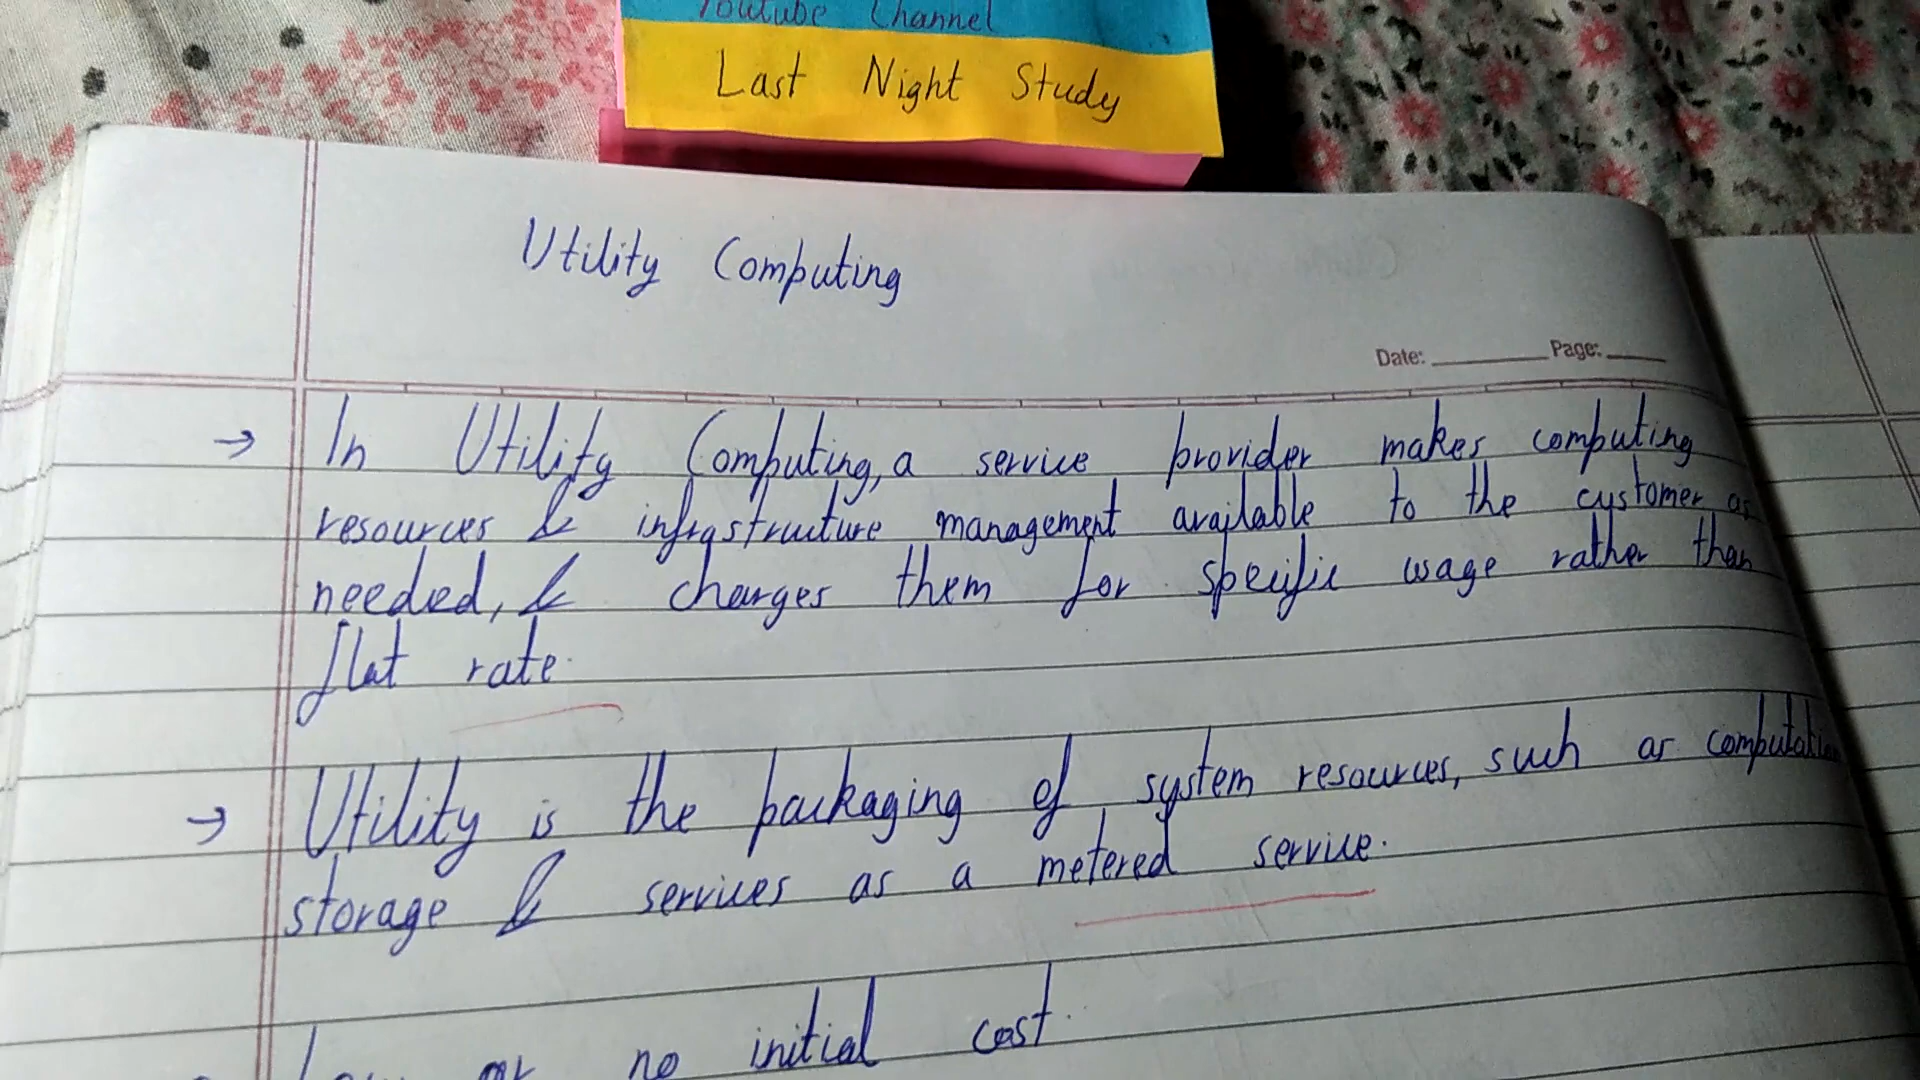 Youtube Channel
Last Night Study
Utility Computing
Date: Page:
→ In Utility Computing, a service provider makes computing
resources & infrastructure management available to the customer as
needed, & charges them for specific usage rather than
flat rate.
→ Utility is the packaging of system resources, such as computation
storage & services as a metered service.
Low or no initial cost.